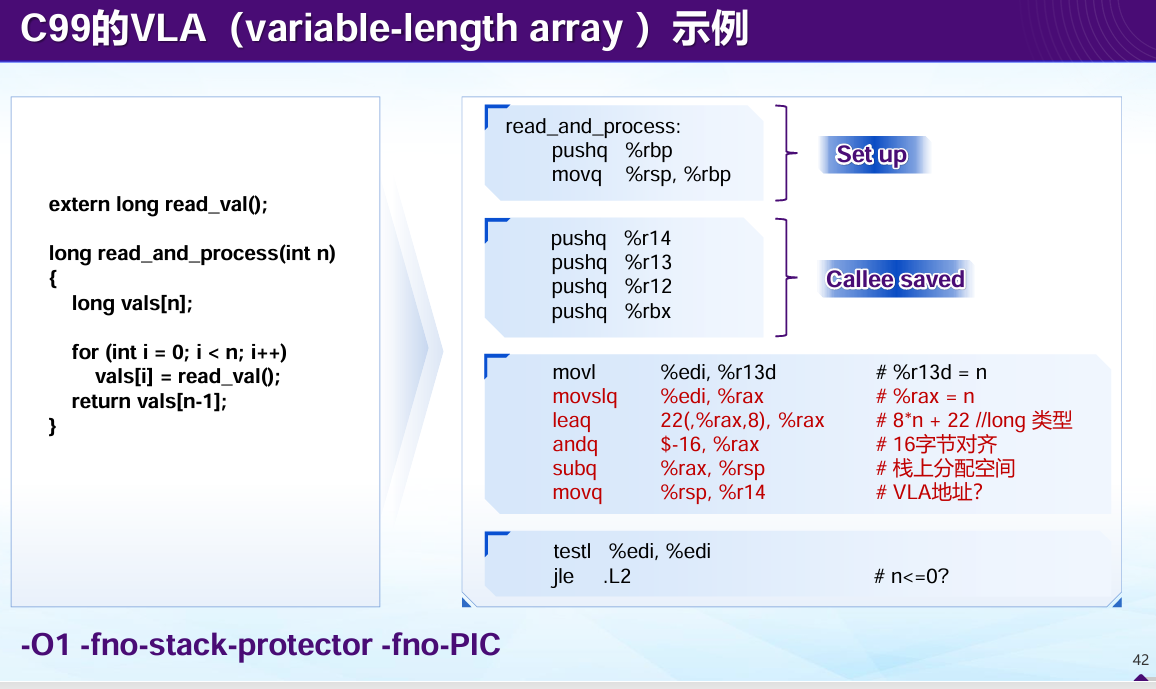 C99的VLA（variable-length array ）示例
extern long read_val();
long read_and_process(int n)
{
long vals[n];
for (int i = 0; i < n; i++)
vals[i] = read_val();
return vals[n-1];
}
read_and_process:
pushq %rbp
movq %rsp, %rbp
Set up
pushq %r14
pushq %r13
pushq %r12
pushq %rbx
Callee saved
movl %edi, %r13d # %r13d = n
movslq %edi, %rax # %rax = n
leaq 22(,%rax,8), %rax # 8*n + 22 //long 类型
andq $-16, %rax # 16字节对齐
subq %rax, %rsp # 栈上分配空间
movq %rsp, %r14 # VLA地址?
testl %edi, %edi
jle .L2 # n<=0?
-O1 -fno-stack-protector -fno-PIC
42